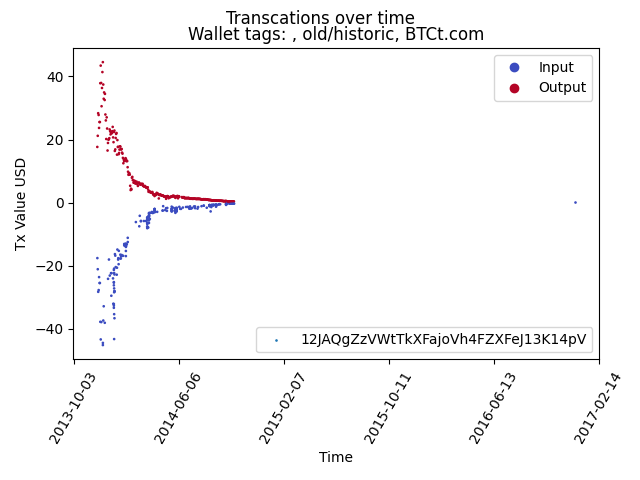 Transcations over time
Wallet tags: , old/historic, BTCt.com
Input
Output
40
20
0
−20
−40
Tx Value USD
12JAQgZzVWtTkXFajoVh4FZXFeJ13K14pV
2013-10-03
2014-06-06
2015-02-07
2015-10-11
2016-06-13
2017-02-14
Time